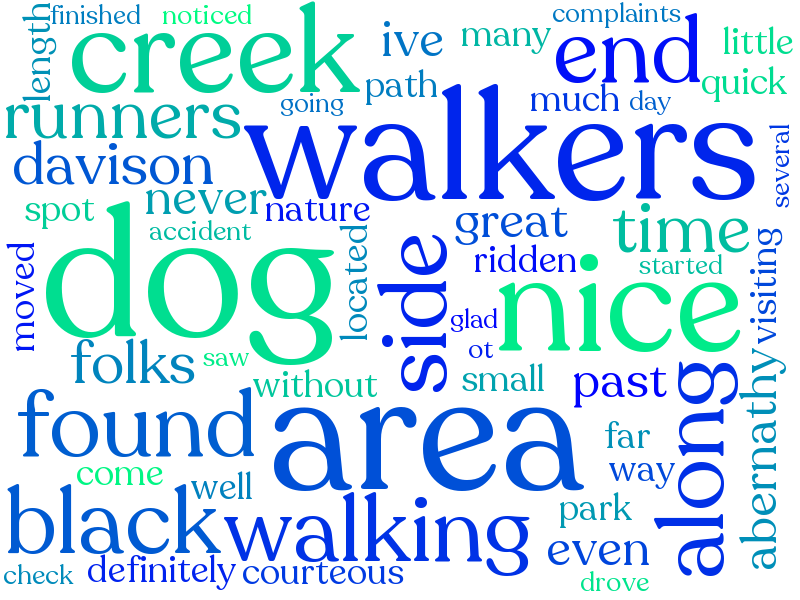 finished
noticed
complaints
length
creek
ive
many
end
little
path
quick
runners
going
much
day
walkers
davison
several
never
spot
nature
great
time
accident
moved
dog
located
side
ridden
started
visiting
nice
glad
ot
folks
saw
without
small
past
along
abernathy
found
area
far
come
well
way
black
walking
park
even
check
definitely
courteous
drove